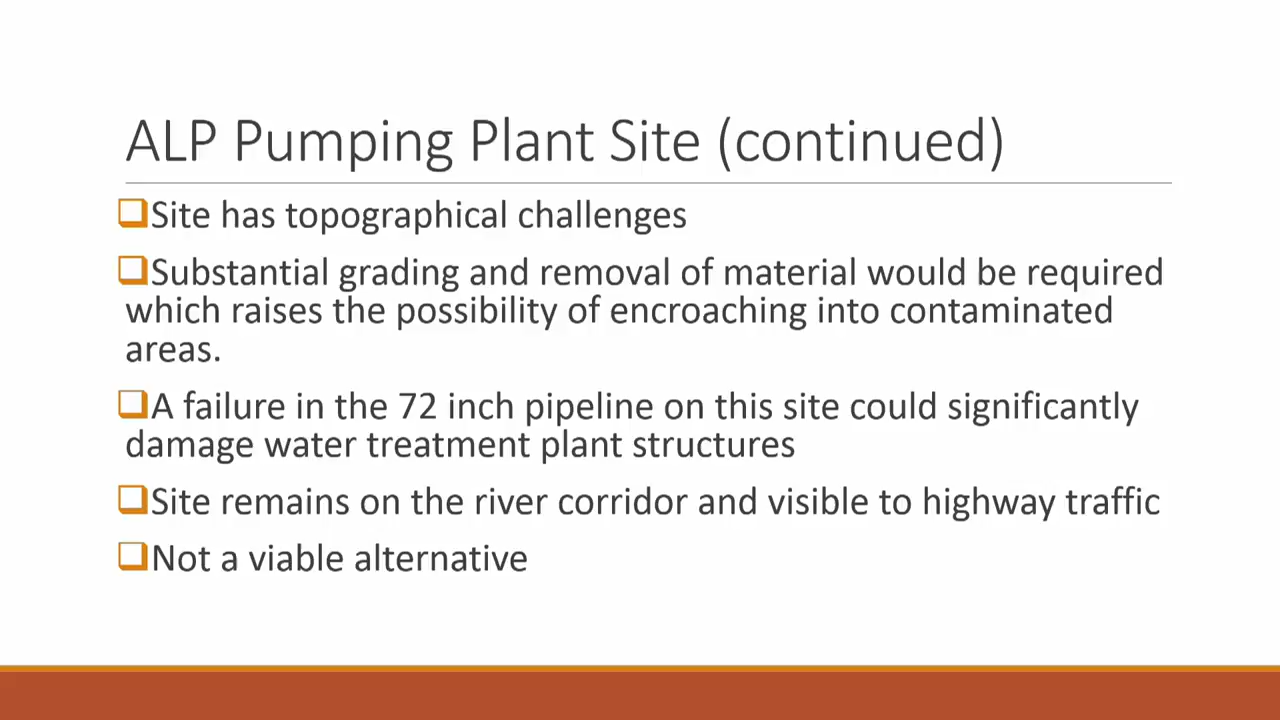 ALP Pumping Plant Site (continued)
Site has topographical challenges
Substantial grading and removal of material would be required
which raises the possibility of encroaching into contaminated
areas.
A failure in the 72 inch pipeline on this site could significantly
damage water treatment plant structures
Site remains on the river corridor and visible to highway traffic
Not a viable alternative